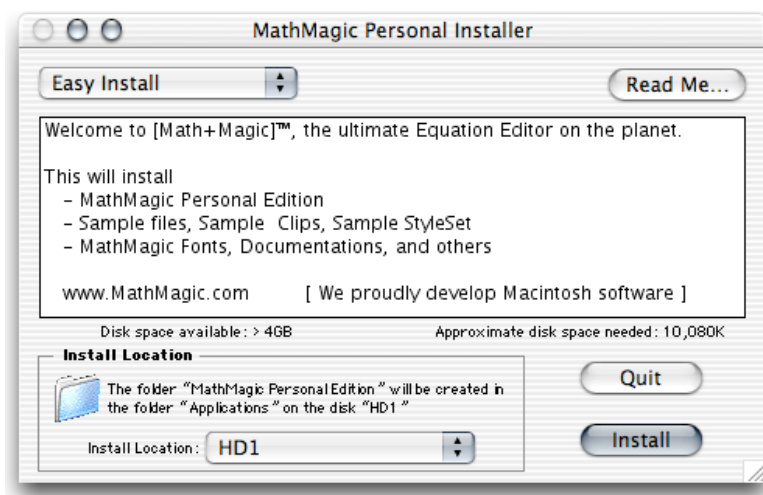 MathMagic Personal Installer
Easy Install
Read Me...
Welcome to [Math+Magic]™, the ultimate Equation Editor on the planet.
This will install
– MathMagic Personal Edition
– Sample files, Sample Clips, Sample StyleSet
– MathMagic Fonts, Documentations, and others
www.MathMagic.com [ We proudly develop Macintosh software ]
Disk space available: > 4GB Approximate disk space needed: 10,080K
Install Location
The folder “MathMagic Personal Edition” will be created in
the folder “Applications” on the disk “HD1”
Install Location: HD1
Quit
Install